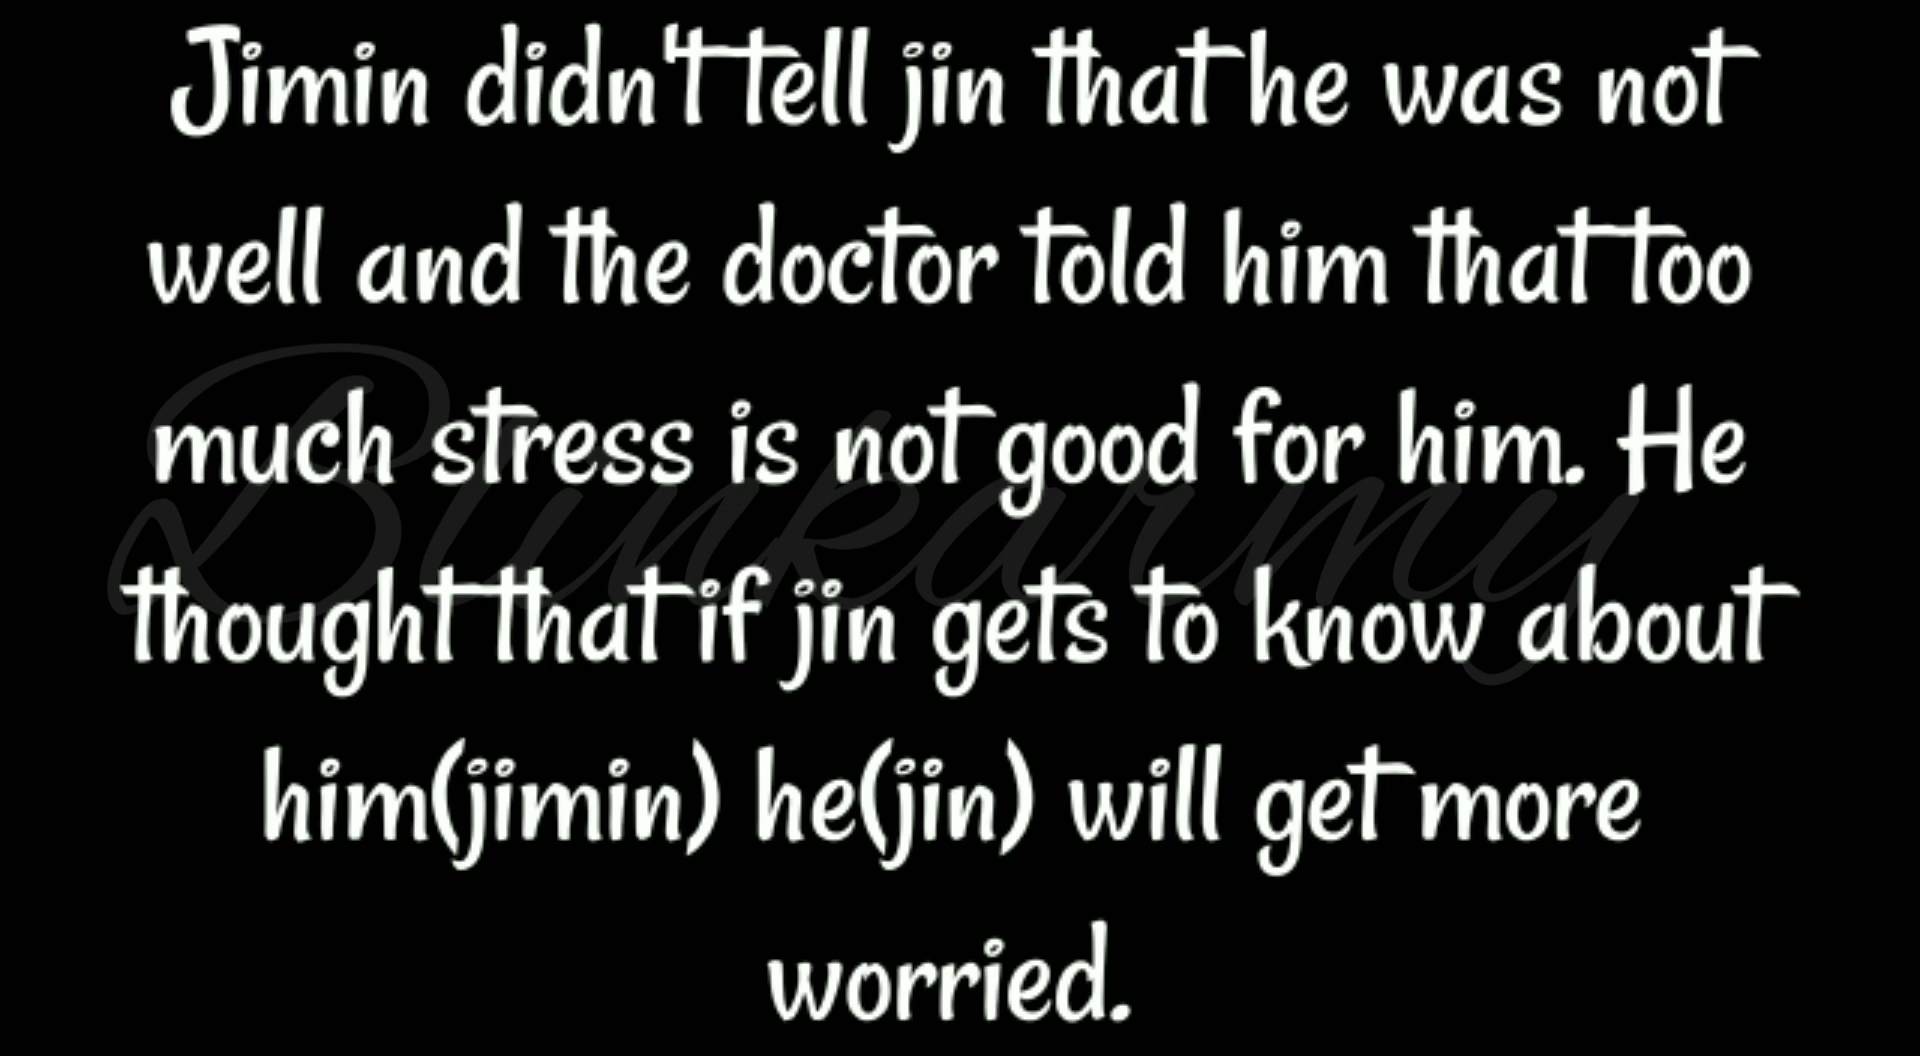 Jimin didn't tell jin that he was not
well and the doctor told him that too
much stress is not good for him. He
thought that if jin gets to know about
him(jimin) he(jin) will get more
worried.
Blinkarmy